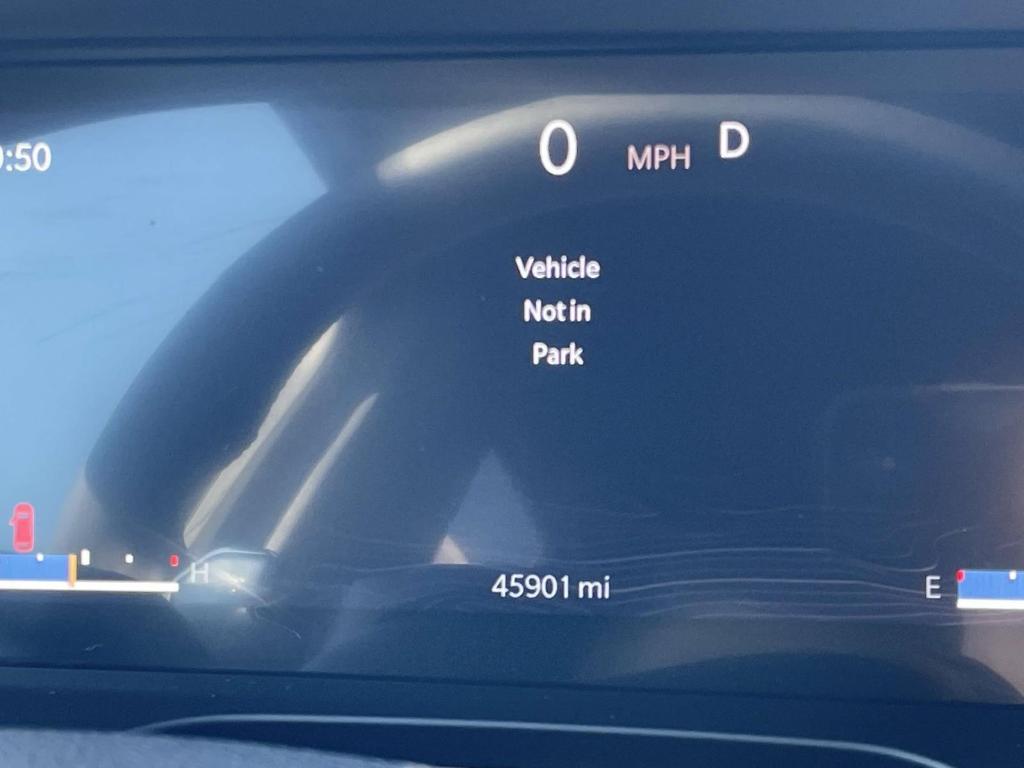 :50
0 MPH D
Vehicle
Not in
Park
H
45901 mi
E